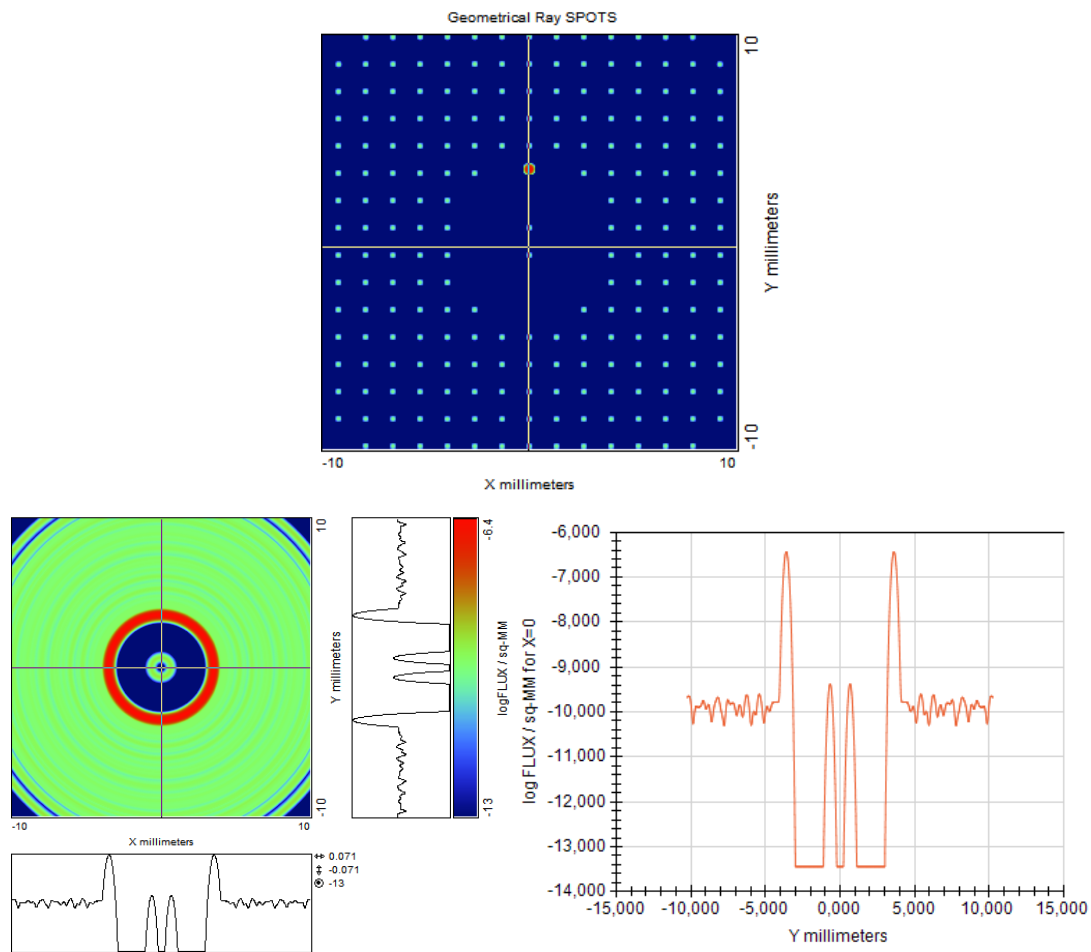 Geometrical Ray SPOTS
10
Y millimeters
-10
-10
10
X millimeters
10
Y millimeters
-10
-10
10
X millimeters
-6.4
logFLUX / sq-MM
-13
0.071
-0.071
-13
log FLUX / sq-MM for X=0
-6,000
-7,000
-8,000
-9,000
-10,000
-11,000
-12,000
-13,000
-14,000
-15,000 -10,000 -5,000 0,000 5,000 10,000 15,000
Y millimeters